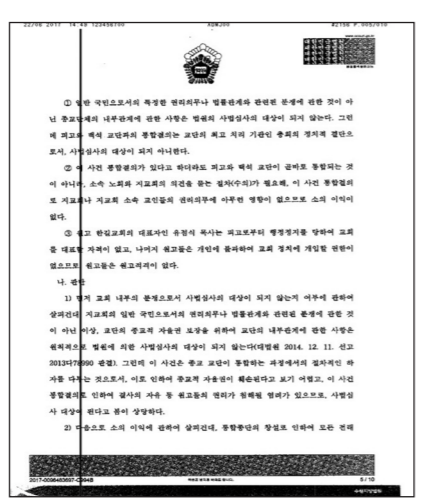 22/06 2017 14:49 123456700 AQMJ00 #2156 P.005/010
① 일반 국민으로서의 특정한 권리의무나 법률관계와 관련된 분쟁에 관한 것이 아
닌 종교단체의 내부관계에 관한 사항은 법원의 사법심사의 대상이 되지 않는다. 그런
데 피고와 백석 교단과의 통합결의는 교단의 최고 치리 기관인 총회의 정치적 결단으
로서, 사법심사의 대상이 되지 아니한다.
② 이 사건 통합결의가 있다고 하더라도 피고와 백석 교단이 곧바로 통합되는 것
이 아니라, 소속 노회와 지교회의 의견을 묻는 절차(수의)가 필요해, 이 사건 통합결의
로 지교회나 지교회 소속 교인들의 권리의무에 아무런 영향이 없으므로 소의 이익이
없다.
③ 원고 한길교회의 대표자인 유정식 목사는 피고로부터 행정정지를 당하여 교회
를 대표할 자격이 없고, 나머지 원고들은 개인에 불과하여 교회 정치에 개입할 권한이
없으므로 원고들은 원고적격이 없다.
나. 판단
1) 먼저 교회 내부의 분쟁으로서 사법심사의 대상이 되지 않는지 여부에 관하여
살피건대, 지교회의 일반 국민으로서의 권리의무나 법률관계와 관련된 분쟁에 관한 것
이 아닌 이상, 교단의 종교적 자율권 보장을 위하여 교단의 내부관계에 관한 사항은
원칙적으로 법원에 의한 사법심사의 대상이 되지 않는다(대법원 2014. 12. 11. 선고
2013다78990 판결). 그런데 이 사건은 종교 교단이 통합하는 과정에서의 절차적인 하
자를 다투는 것으로서, 이로 인하여 종교적 자율권이 훼손된다고 보기 어렵고, 이 사건
통합결의로 인하여 결사의 자유 등 원고들의 권리가 침해될 염려가 있으므로, 사법심
사 대상이 된다고 봄이 상당하다.
2) 다음으로 소의 이익에 관하여 살피건대, 통합종단의 창설로 인하여 모든 전래
5/10
수원지방법원